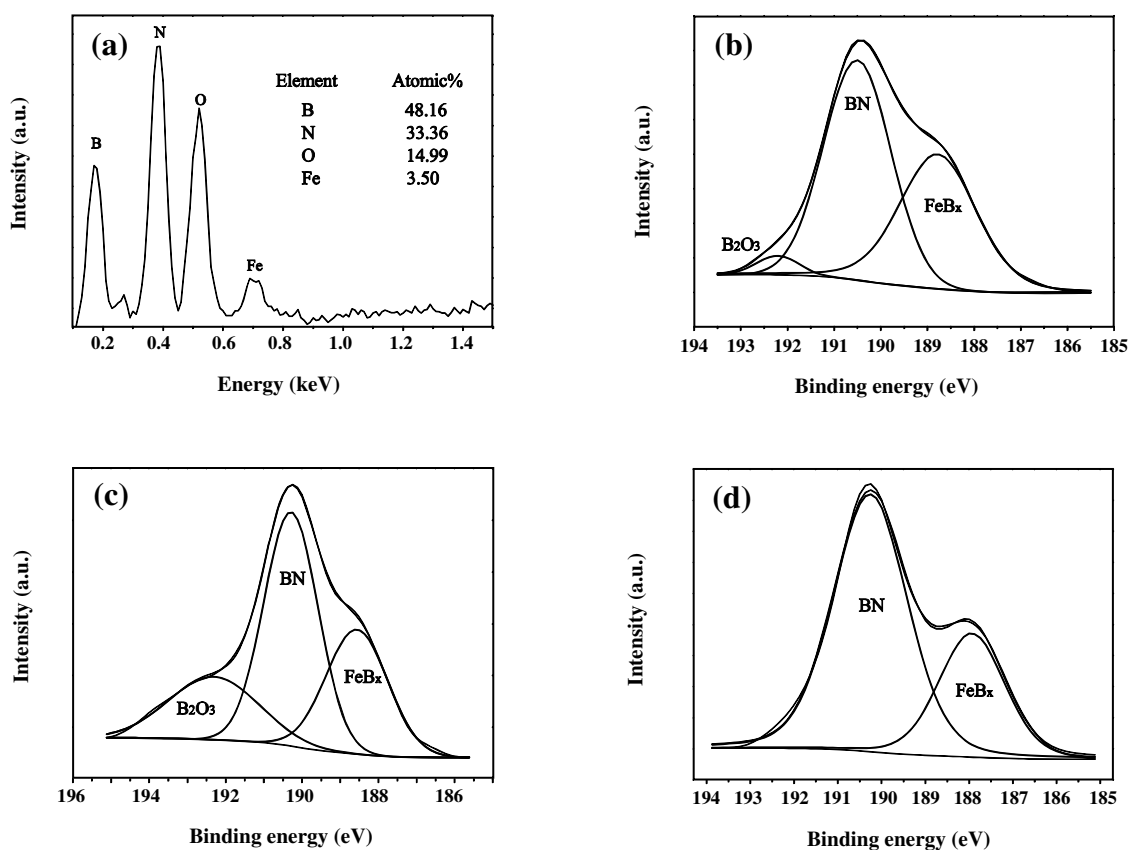 (a)
N
B
O
Fe
Element Atomic%
B 48.16
N 33.36
O 14.99
Fe 3.50
Intensity (a.u.)
0.2 0.4 0.6 0.8 1.0 1.2 1.4
Energy (keV)
(b)
BN
FeBx
B2O3
Intensity (a.u.)
194 193 192 191 190 189 188 187 186 185
Binding energy (eV)
(c)
BN
FeBx
B2O3
Intensity (a.u.)
196 194 192 190 188 186
Binding energy (eV)
(d)
BN
FeBx
Intensity (a.u.)
194 193 192 191 190 189 188 187 186 185
Binding energy (eV)